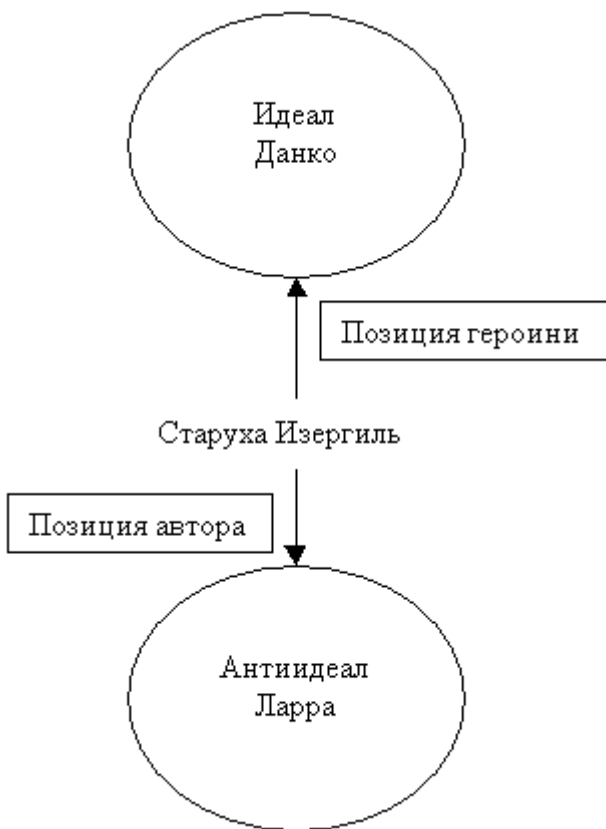 Идеал
Данко
Позиция героини
Старуха Изергиль
Позиция автора
Антиидеал
Ларра